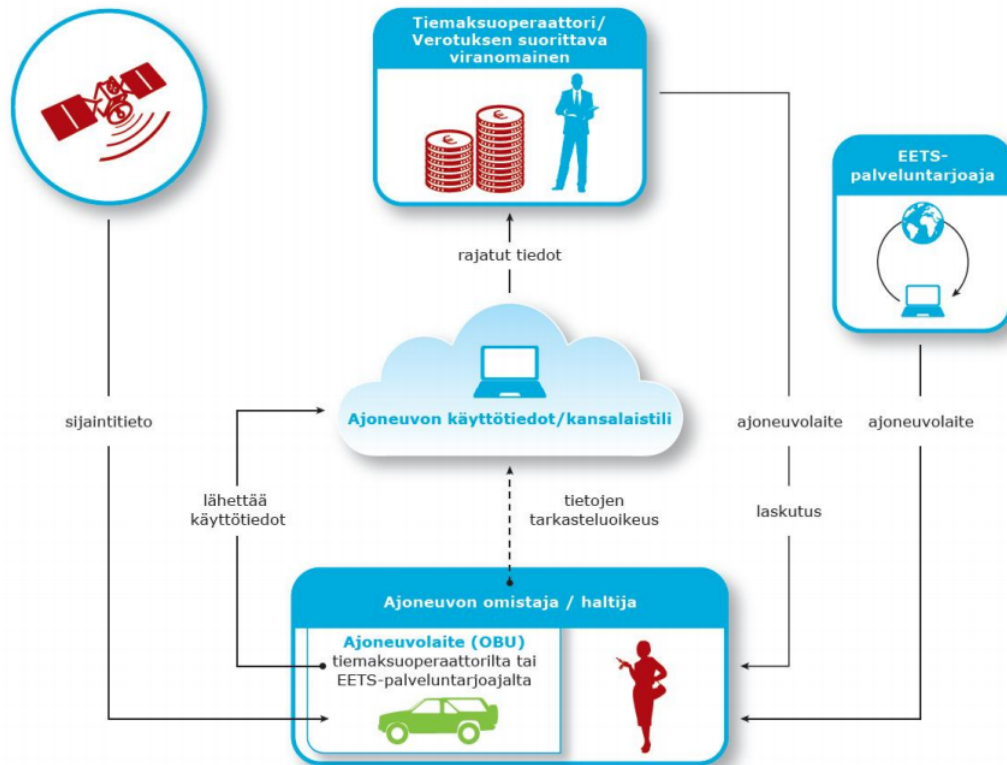 Tiemaksuoperaattori/
Verotuksen suorittava
viranomainen
EETS-
palveluntarjoaja
rajatut tiedot
Ajoneuvon käyttötiedot/kansalaistili
sijaintitieto
ajoneuvolaite
ajoneuvolaite
lähettää
käyttötiedot
tietojen
tarkasteluoikeus
laskutus
Ajoneuvon omistaja / haltija
Ajoneuvolaite (OBU)
tiemaksuoperaattorilta tai
EETS-palveluntarjoajalta